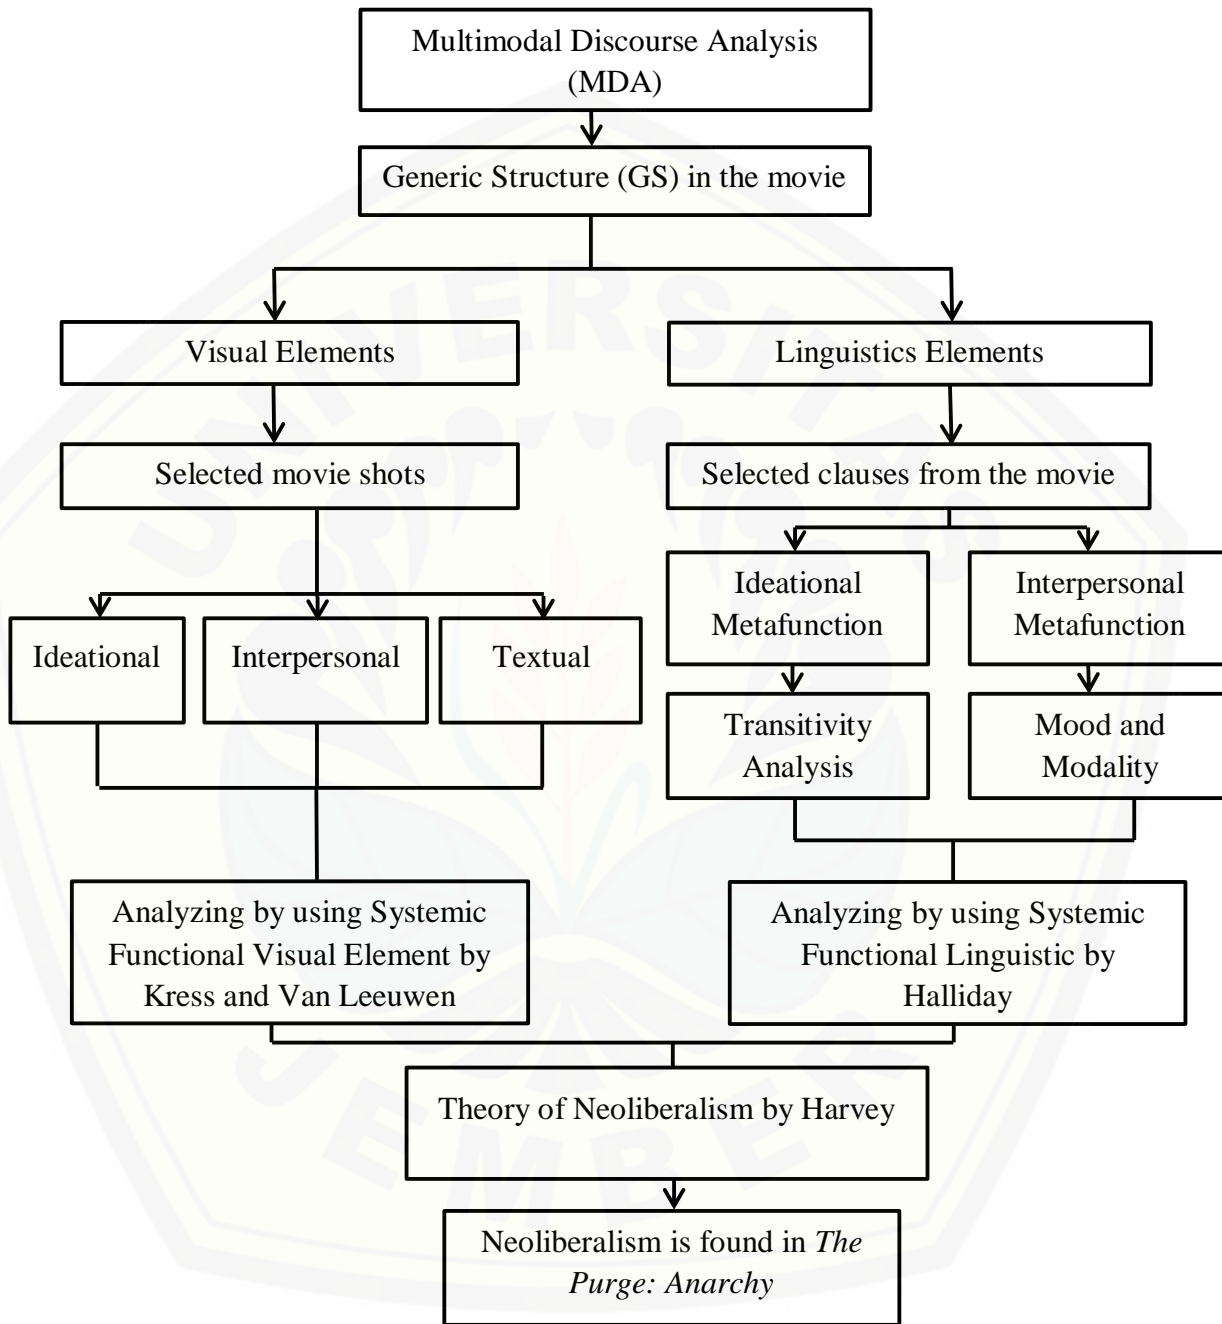 Multimodal Discourse Analysis
(MDA)
Generic Structure (GS) in the movie
Visual Elements
Linguistics Elements
Selected movie shots
Selected clauses from the movie
Ideational
Metafunction
Interpersonal
Metafunction
Ideational
Interpersonal
Textual
Transitivity
Analysis
Mood and
Modality
Analyzing by using Systemic
Functional Visual Element by
Kress and Van Leeuwen
Analyzing by using Systemic
Functional Linguistic by
Halliday
Theory of Neoliberalism by Harvey
Neoliberalism is found in The
Purge: Anarchy
UNIVERSITAS
JEMBER